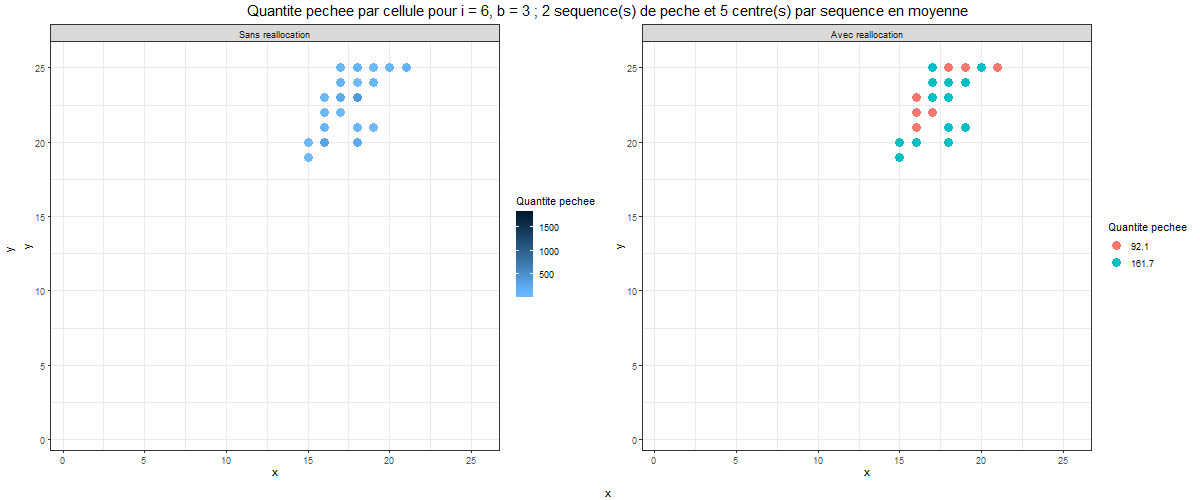 Quantite pechee par cellule pour i = 6, b = 3 ; 2 sequence(s) de peche et 5 centre(s) par sequence en moyenne
Sans reallocation
25
20
15
10
5
0
y
y
0 5 10 15 20 25
x
Quantite pechee
1500
1000
500
Avec reallocation
25
20
15
10
5
0
y
0 5 10 15 20 25
x
Quantite pechee
92.1
161.7
x